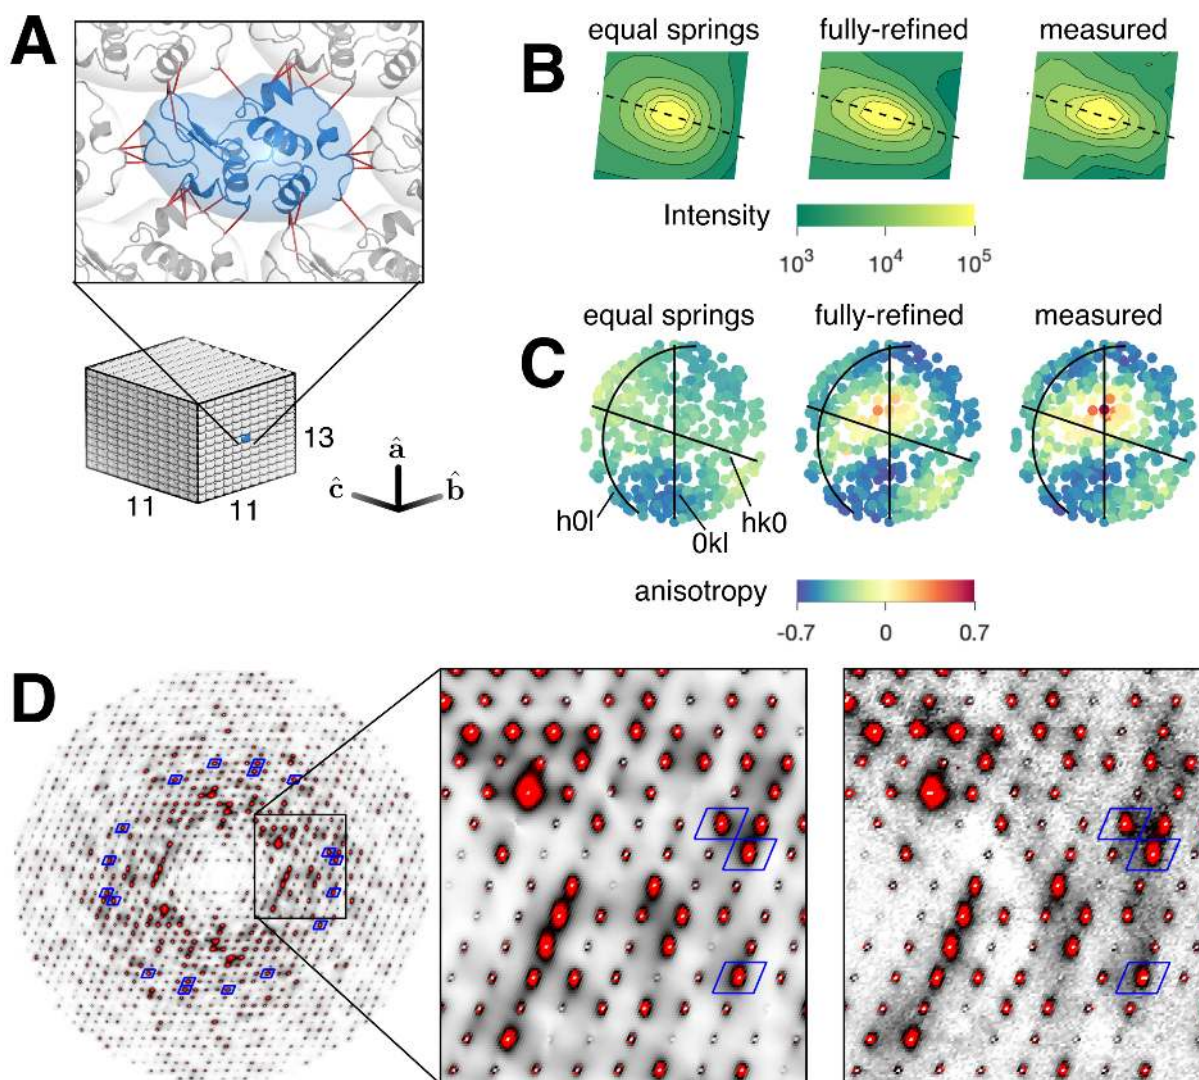 A
13
11
11
â
ĉ
b̂
B
equal springs fully-refined measured
Intensity
10³ 10⁴ 10⁵
C
equal springs fully-refined measured
h0l
0kl
hk0
anisotropy
-0.7 0 0.7
D